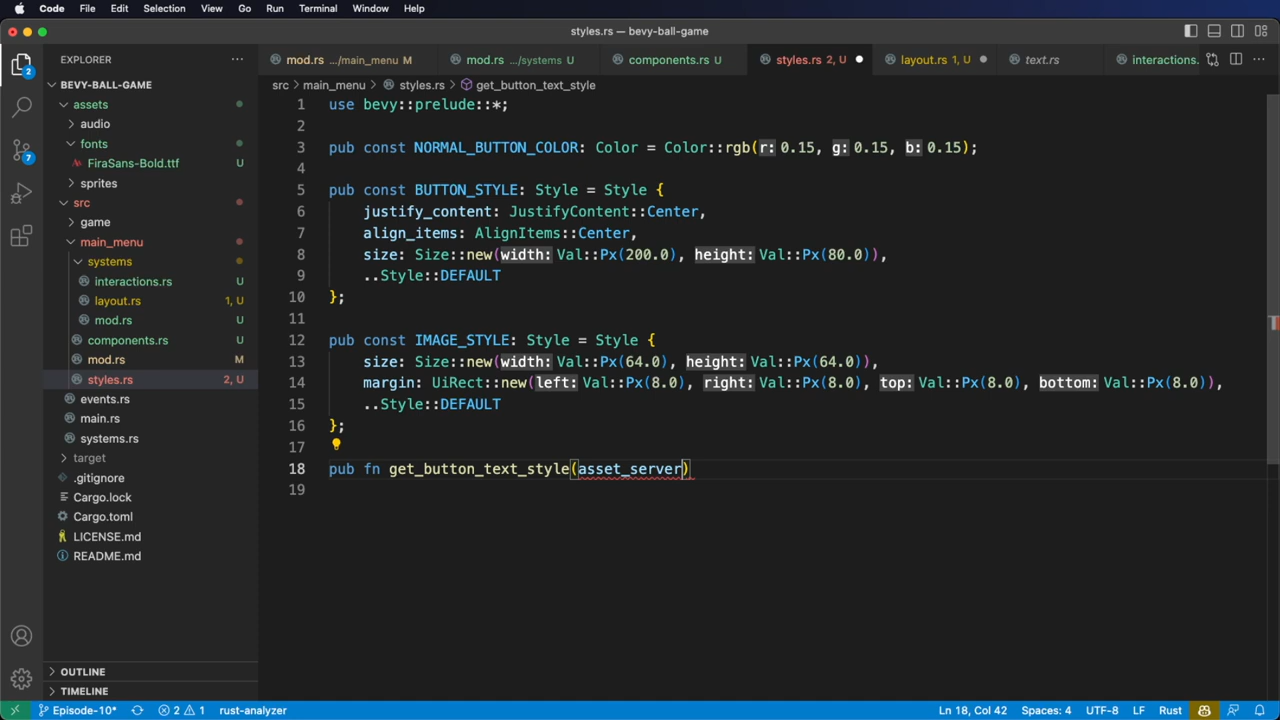 Code File Edit Selection View Go Run Terminal Window Help
styles.rs — bevy-ball-game
EXPLORER
mod.rs .../main_menu M
mod.rs .../systems U
components.rs U
styles.rs 2, U
layout.rs 1, U
text.rs
interactions.
src > main_menu > styles.rs > get_button_text_style
BEVY-BALL-GAME
assets
audio
fonts
FiraSans-Bold.ttf U
sprites
src
game
main_menu
systems
interactions.rs U
layout.rs 1, U
mod.rs U
components.rs U
mod.rs M
styles.rs 2, U
events.rs
main.rs
systems.rs
target
.gitignore
Cargo.lock
Cargo.toml
LICENSE.md
README.md
OUTLINE
TIMELINE
2
7
1 use bevy::prelude::*;
2
3 pub const NORMAL_BUTTON_COLOR: Color = Color::rgb(r: 0.15, g: 0.15, b: 0.15);
4
5 pub const BUTTON_STYLE: Style = Style {
6 justify_content: JustifyContent::Center,
7 align_items: AlignItems::Center,
8 size: Size::new(width: Val::Px(200.0), height: Val::Px(80.0)),
9 ..Style::DEFAULT
10 };
11
12 pub const IMAGE_STYLE: Style = Style {
13 size: Size::new(width: Val::Px(64.0), height: Val::Px(64.0)),
14 margin: UiRect::new(left: Val::Px(8.0), right: Val::Px(8.0), top: Val::Px(8.0), bottom: Val::Px(8.0)),
15 ..Style::DEFAULT
16 };
17
18 pub fn get_button_text_style(asset_server)
19
Episode-10* 2 1 rust-analyzer
Ln 18, Col 42 Spaces: 4 UTF-8 LF Rust